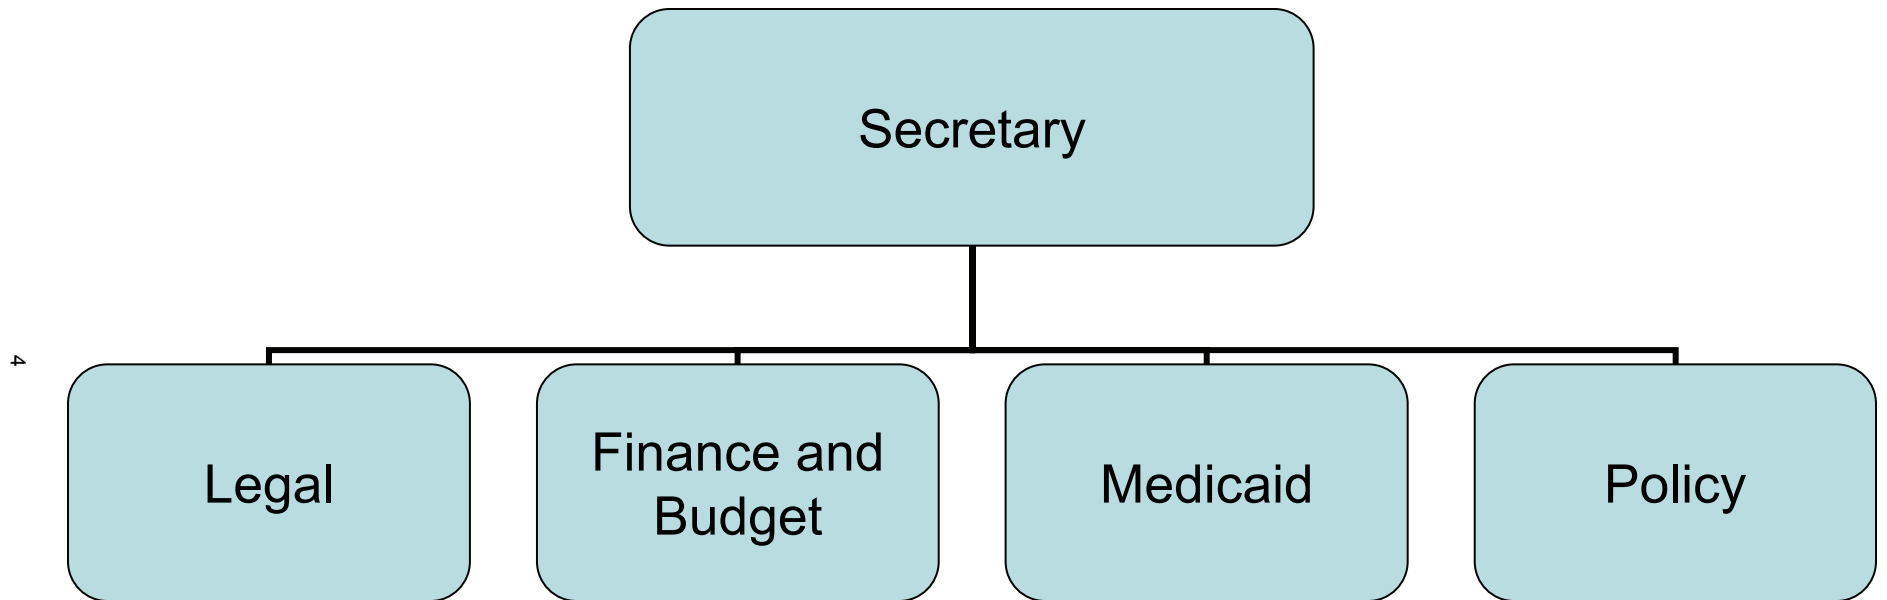 Secretary
4
Legal
Finance and
Budget
Medicaid
Policy